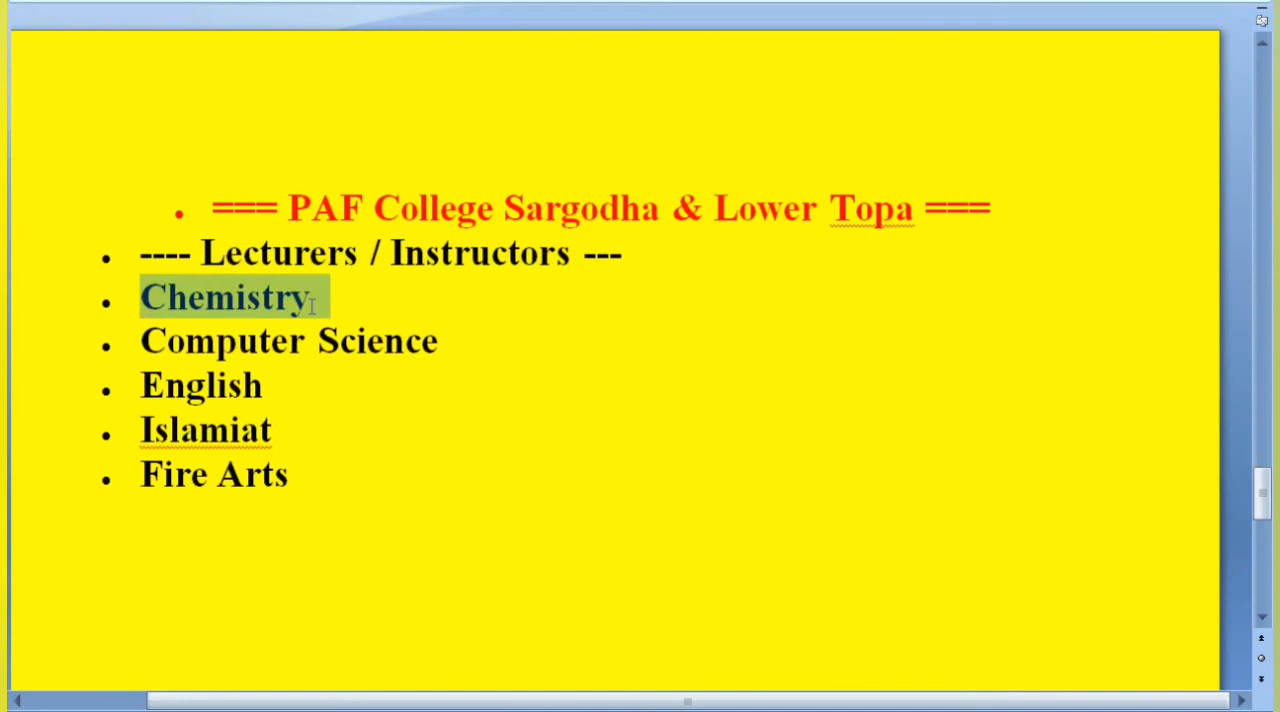 • === PAF College Sargodha & Lower Topa ===
• ---- Lecturers / Instructors ---
• Chemistry
• Computer Science
• English
• Islamiat
• Fire Arts